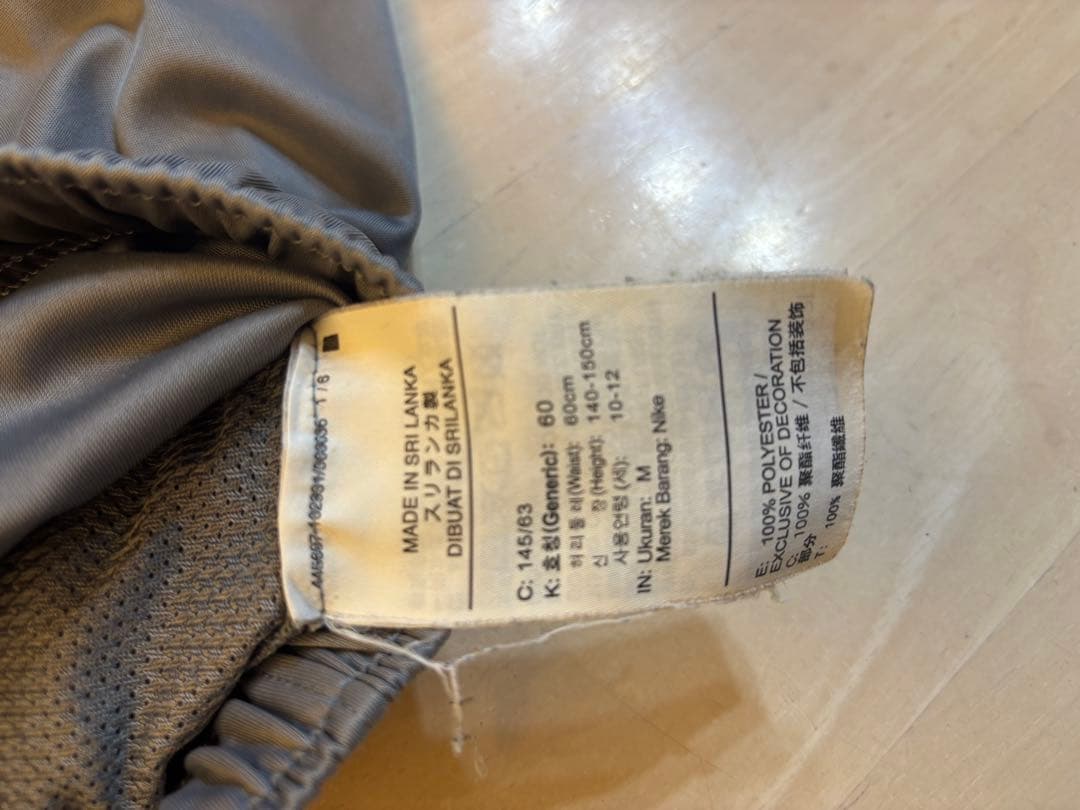 1/6
MADE IN SRI LANKA
スリランカ製
DIBUAT DI SRILANKA
C: 145/63
K: 호칭(Generic): 60
허리둘레(Waist): 60cm
신 장(Height): 140-150cm
사용연령(세): 10-12
IN: Ukuran: M
Merek Barang: Nike
E: 100% POLYESTER /
EXCLUSIVE OF DECORATION
C: 100% 聚酯纤维 / 不包括装饰
部分
T: 100% 聚酯纖維